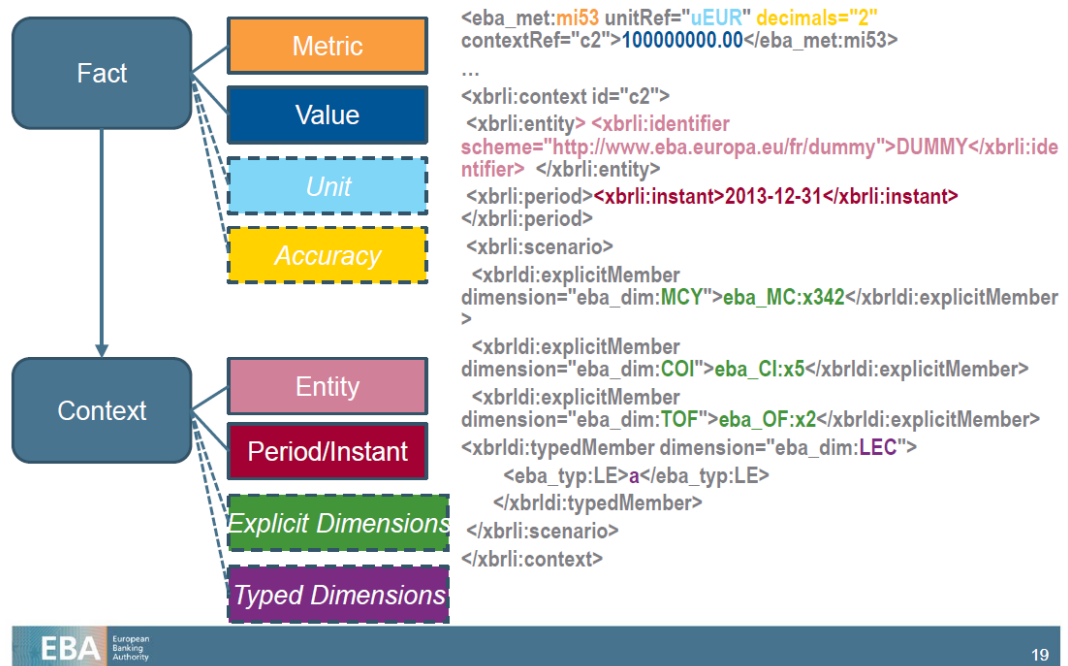 Fact
Metric
Value
Unit
Accuracy
Context
Entity
Period/Instant
Explicit Dimensions
Typed Dimensions
<eba_met:mi53 unitRef="uEUR" decimals="2"
contextRef="c2">100000000.00</eba_met:mi53>
…
<xbrli:context id="c2">
<xbrli:entity> <xbrli:identifier
scheme="http://www.eba.europa.eu/fr/dummy">DUMMY</xbrli:ide
ntifier> </xbrli:entity>
<xbrli:period><xbrli:instant>2013-12-31</xbrli:instant>
</xbrli:period>
<xbrli:scenario>
<xbrldi:explicitMember
dimension="eba_dim:MCY">eba_MC:x342</xbrldi:explicitMember
>
<xbrldi:explicitMember
dimension="eba_dim:COI">eba_CI:x5</xbrldi:explicitMember>
<xbrldi:explicitMember
dimension="eba_dim:TOF">eba_OF:x2</xbrldi:explicitMember>
<xbrldi:typedMember dimension="eba_dim:LEC">
<eba_typ:LE>a</eba_typ:LE>
</xbrldi:typedMember>
</xbrli:scenario>
</xbrli:context>
EBA
European
Banking
Authority
19